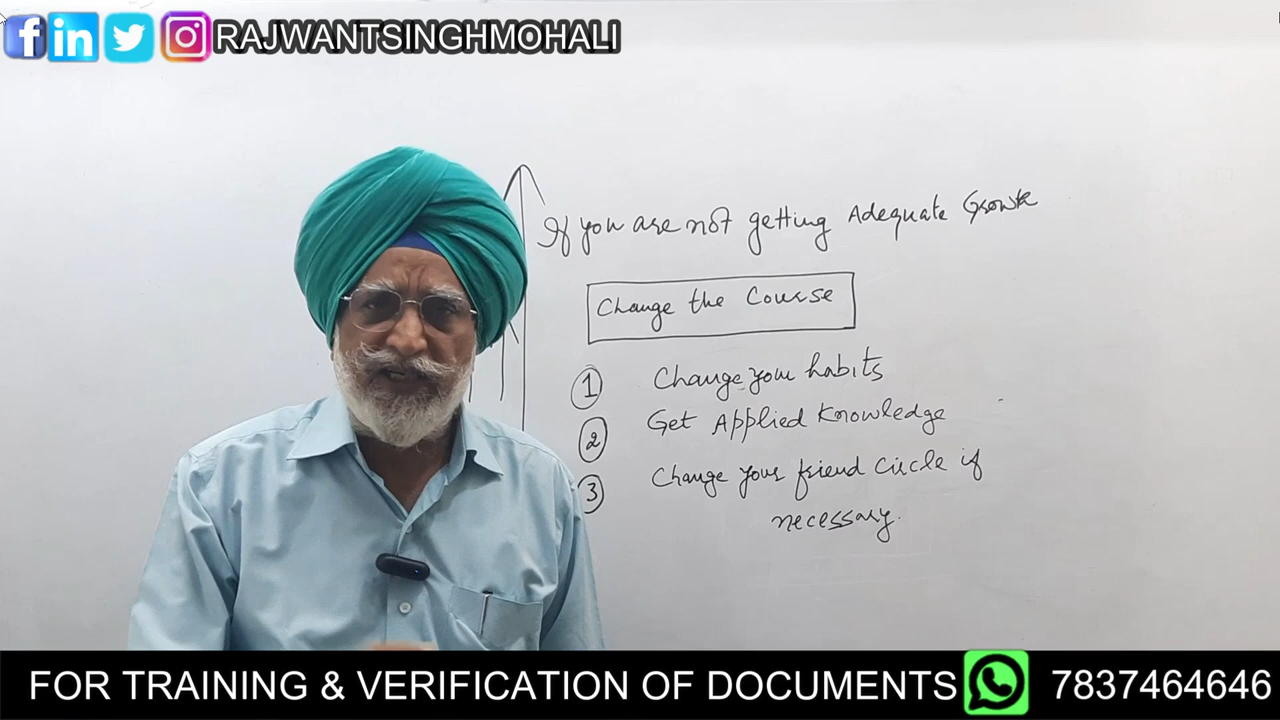 RAJWANTSINGHMOHALI
If you are not getting Adequate Growth
Change the Course
1 Change your habits
2 Get Applied Knowledge
3 Change your friend circle if
necessary.
FOR TRAINING & VERIFICATION OF DOCUMENTS 7837464646